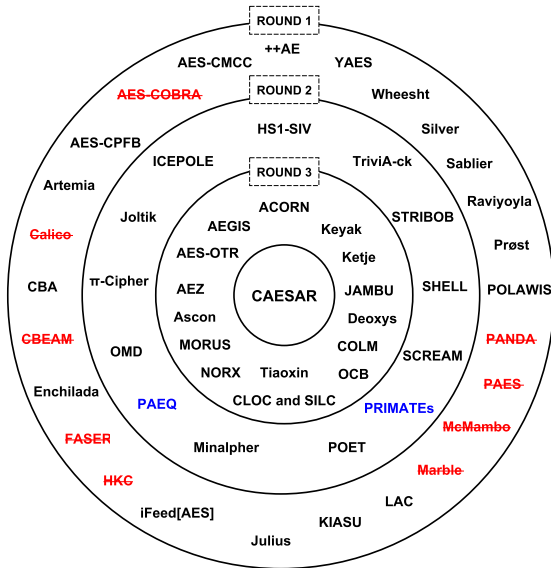 ROUND 1
++AE
AES-CMCC
YAES
AES-COBRA
Wheesht
AES-CPFB
Silver
Artemia
Sablier
Raviyoyla
Calico
Prøst
CBA
POLAWIS
CBEAM
PANDA
Enchilada
PAES
FASER
McMambo
HKC
Marble
iFeed[AES]
LAC
KIASU
Julius
ROUND 2
HS1-SIV
ICEPOLE
TriviA-ck
Joltik
STRIBOB
π-Cipher
SHELL
OMD
SCREAM
PAEQ
PRIMATEs
Minalpher
POET
ROUND 3
ACORN
AEGIS
Keyak
AES-OTR
Ketje
AEZ
JAMBU
Ascon
Deoxys
MORUS
COLM
NORX
Tiaoxin
OCB
CLOC and SILC
CAESAR